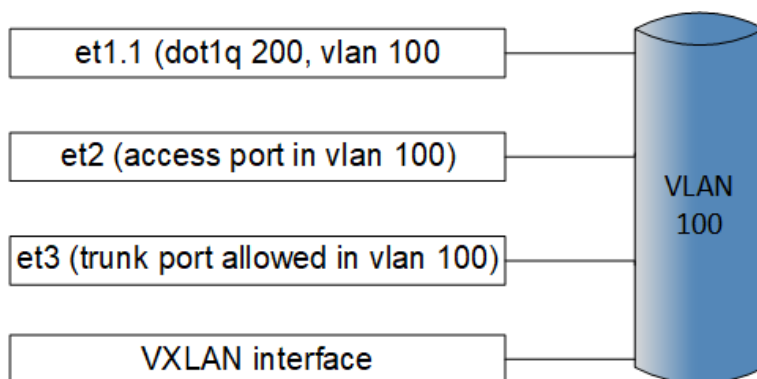 et1.1 (dot1q 200, vlan 100
et2 (access port in vlan 100)
et3 (trunk port allowed in vlan 100)
VXLAN interface
VLAN
100